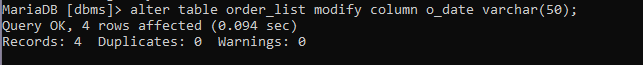 MariaDB [dbms]> alter table order_list modify column o_date varchar(50);
Query OK, 4 rows affected (0.094 sec)
Records: 4  Duplicates: 0  Warnings: 0